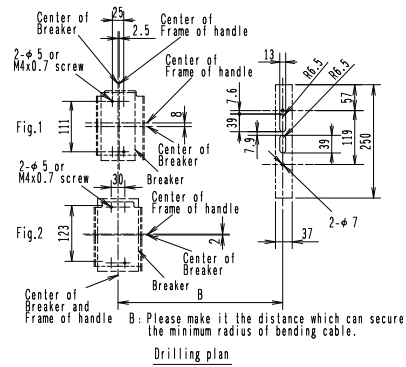 Center of
Breaker
25
2.5
Center of
Frame of handle
2-φ 5 or
M4x0.7 screw
Center of
Frame of handle
Fig.1
111
8
Center of
Breaker
Breaker
2-φ 5 or
M4x0.7 screw
30
Center of
Frame of handle
Fig.2
123
2
Center of
Breaker
Breaker
Center of
Breaker and
Frame of handle
B
13
R6.5
R6.5
7.6
39
7.9
39
57
119
250
2-φ 7
37
B: Please make it the distance which can secure
the minimum radius of bending cable.
Drilling plan